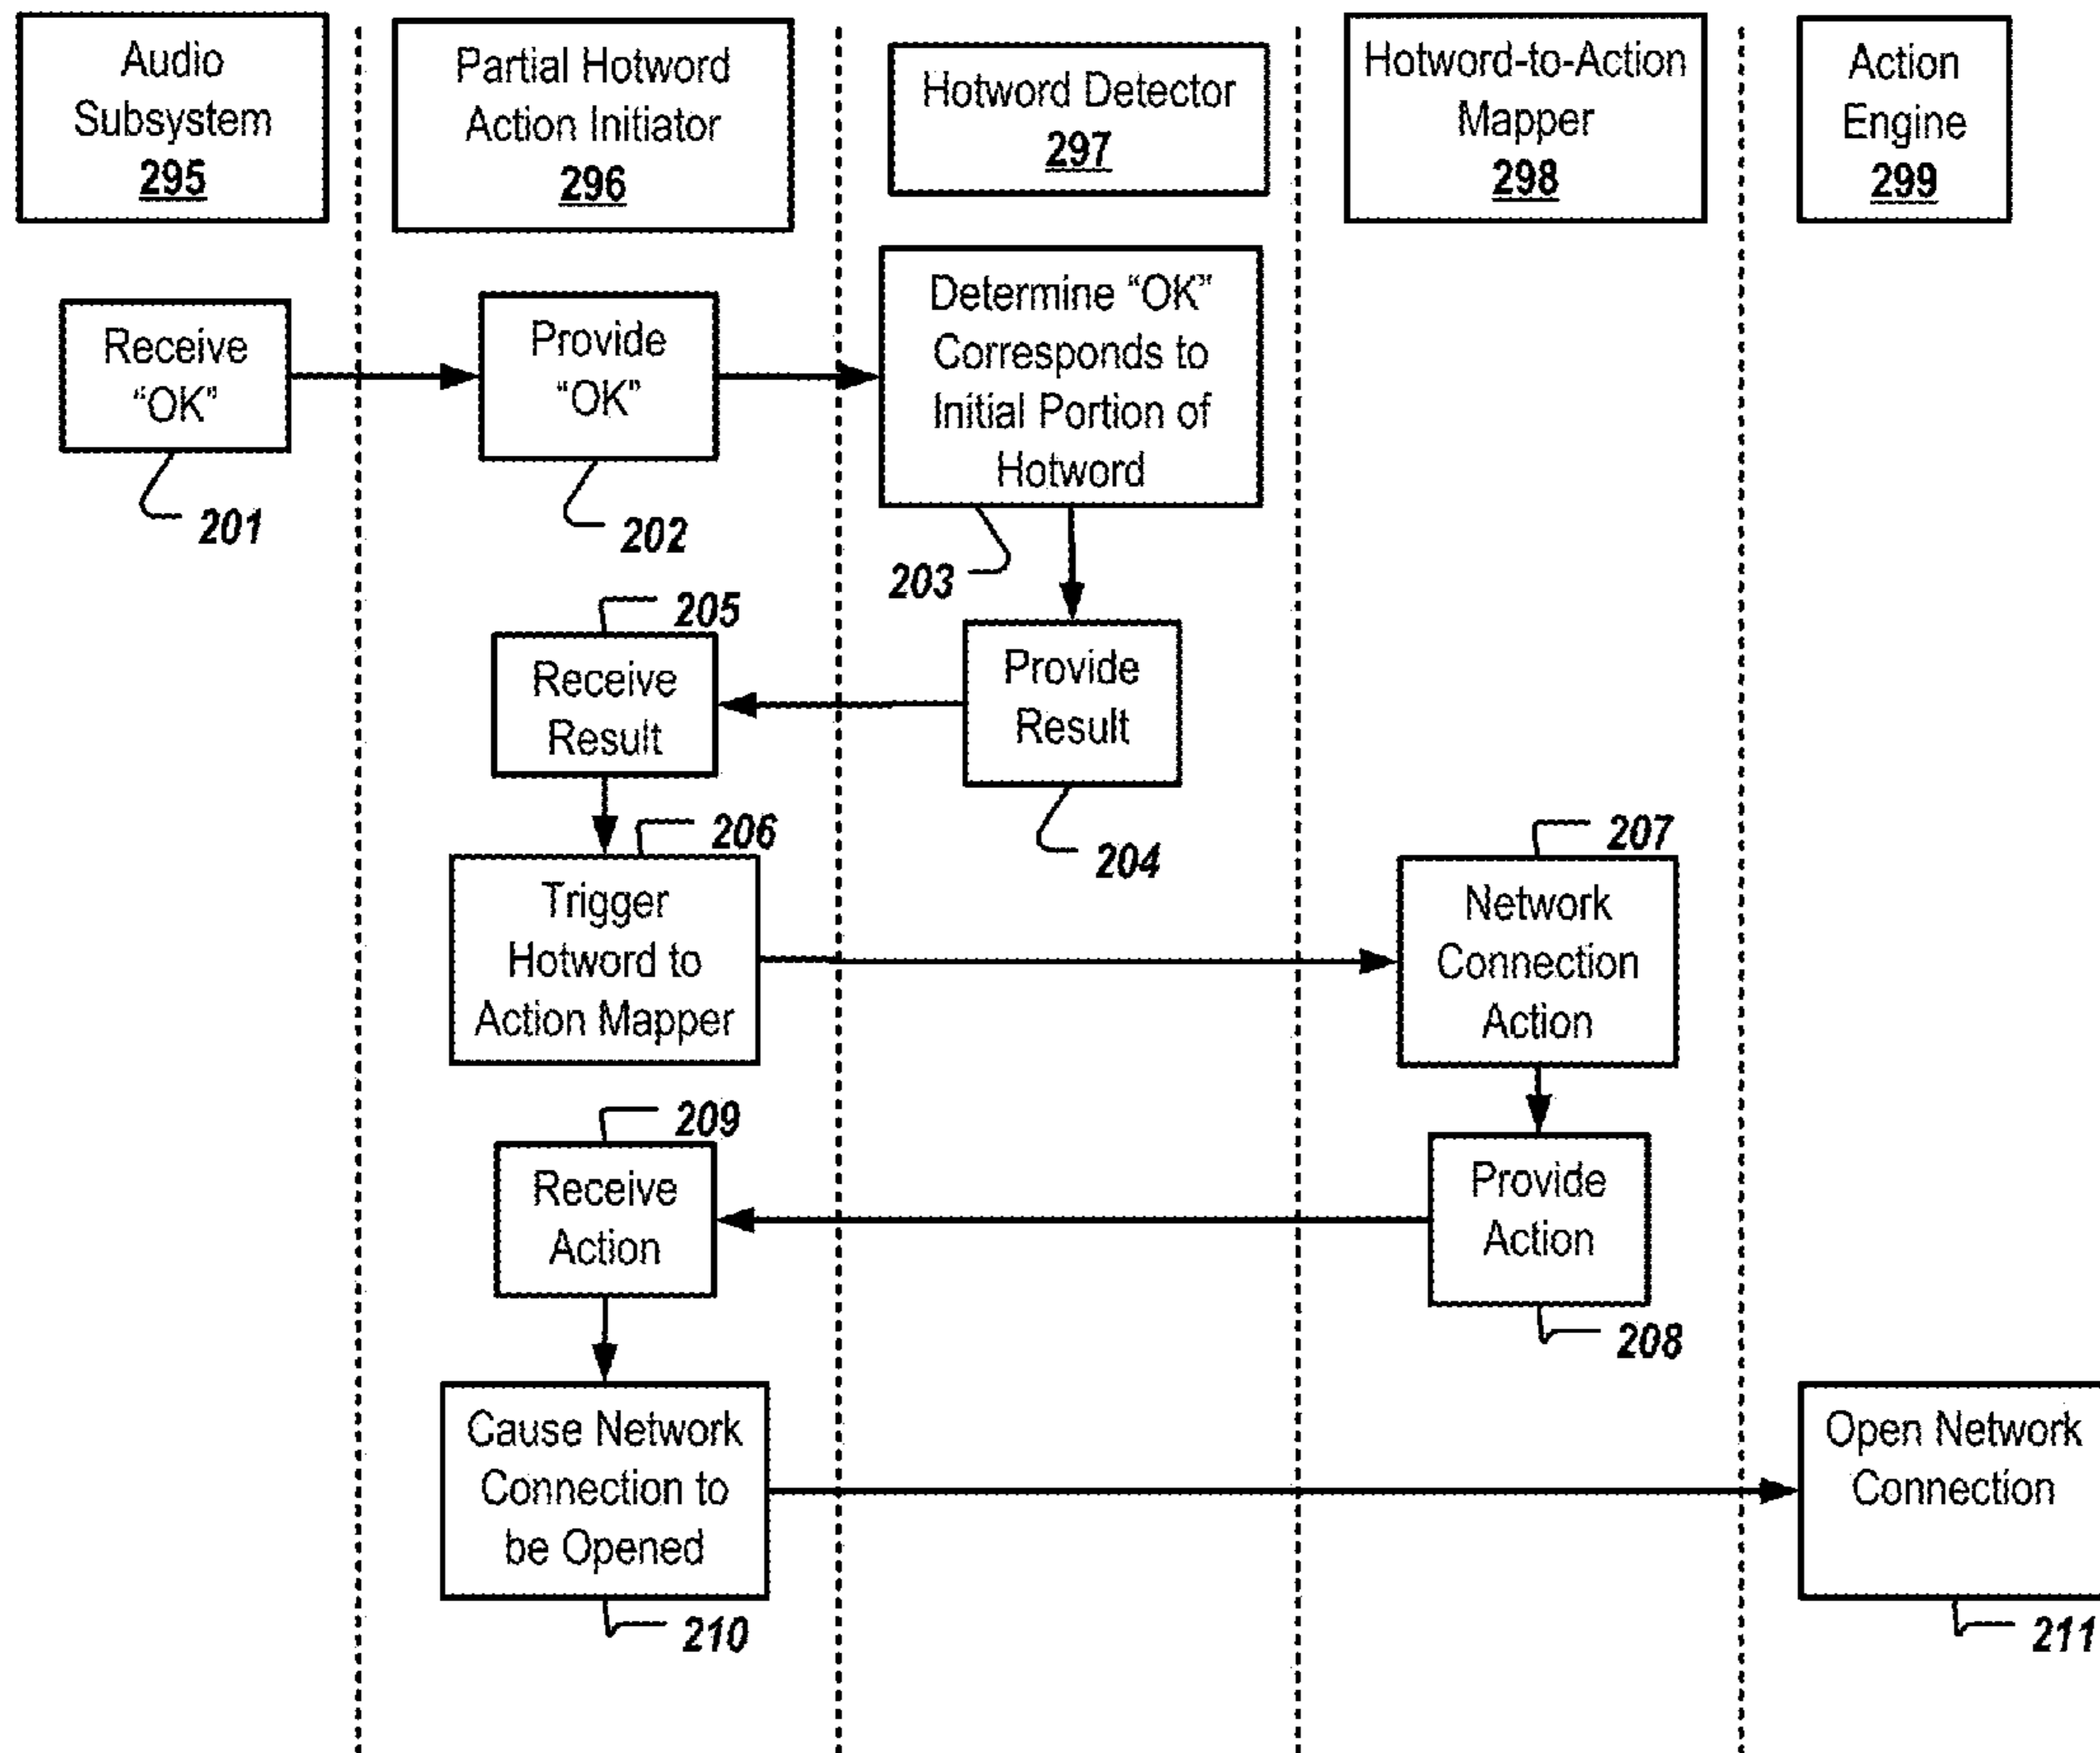 Audio
Subsystem
295
Partial Hotword
Action Initiator
296
Hotword Detector
297
Hotword-to-Action
Mapper
298
Action
Engine
299
Receive
“OK”
201
Provide
“OK”
202
Determine “OK”
Corresponds to
Initial Portion of
Hotword
203
Provide
Result
204
205
Receive
Result
206
Trigger
Hotword to
Action Mapper
207
Network
Connection
Action
Provide
Action
208
209
Receive
Action
Cause Network
Connection to
be Opened
210
Open Network
Connection
211